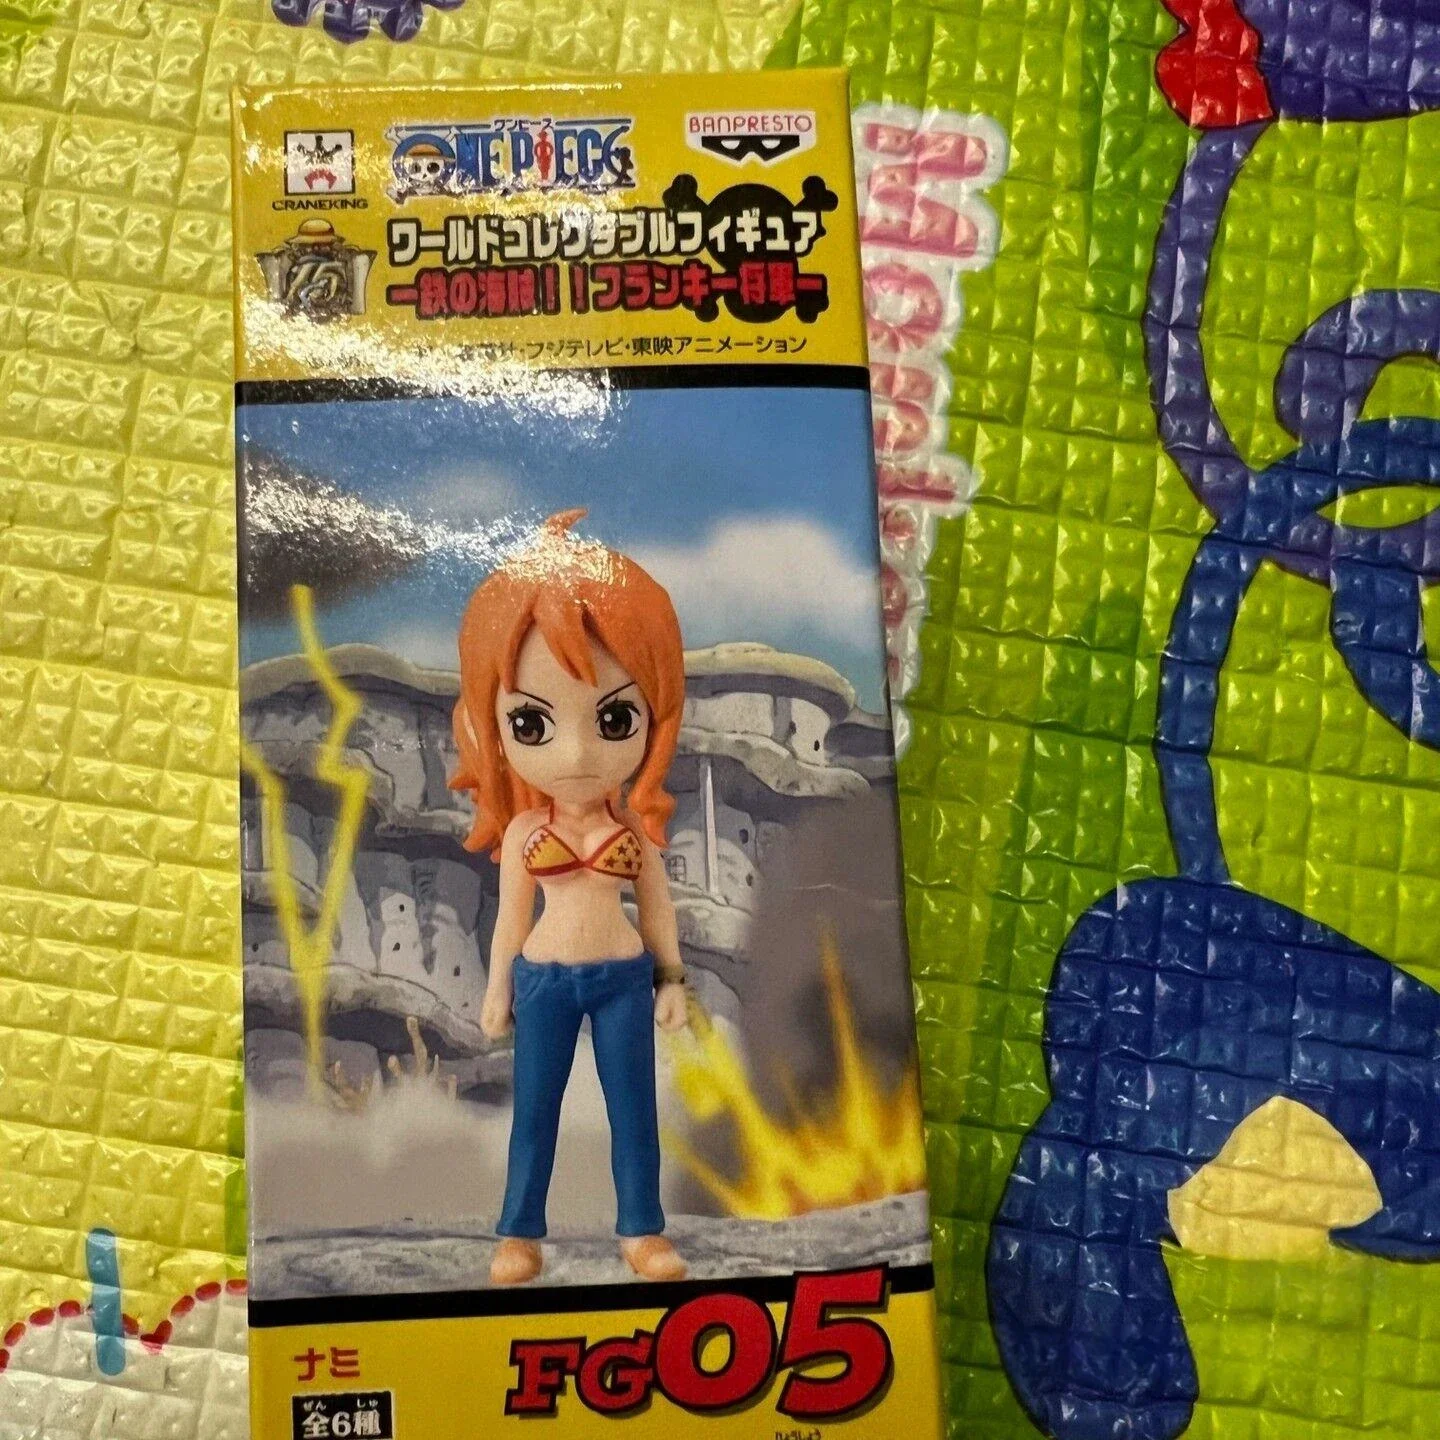 ワンピース
ONE PIECE
BANPRESTO
CRANEKING
15
ワールドコレクタブルフィギュア
ー鉄の海賊!!フランキー将軍ー
フジテレビ・東映アニメーション
ナミ
FG05
ぜん しゅ
全6種